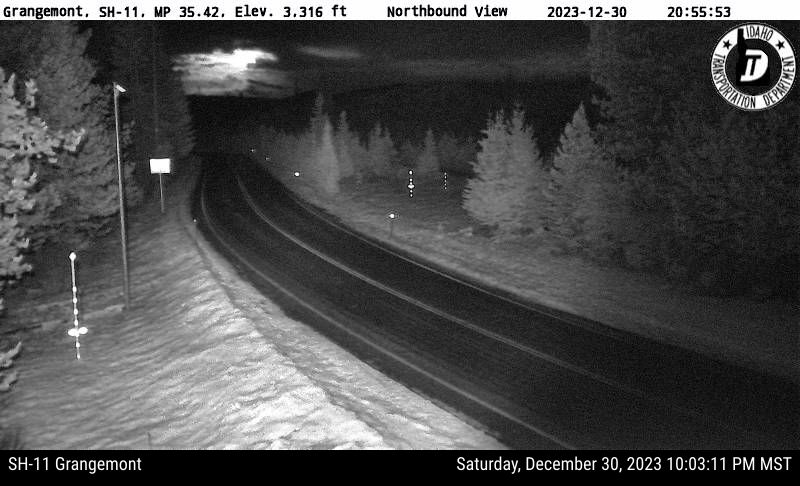 Grangemont, SH-11, MP 35.42, Elev. 3,316 ft Northbound View 2023-12-30 20:55:53
IDAHO
TRANSPORTATION DEPARTMENT
SH-11 Grangemont Saturday, December 30, 2023 10:03:11 PM MST